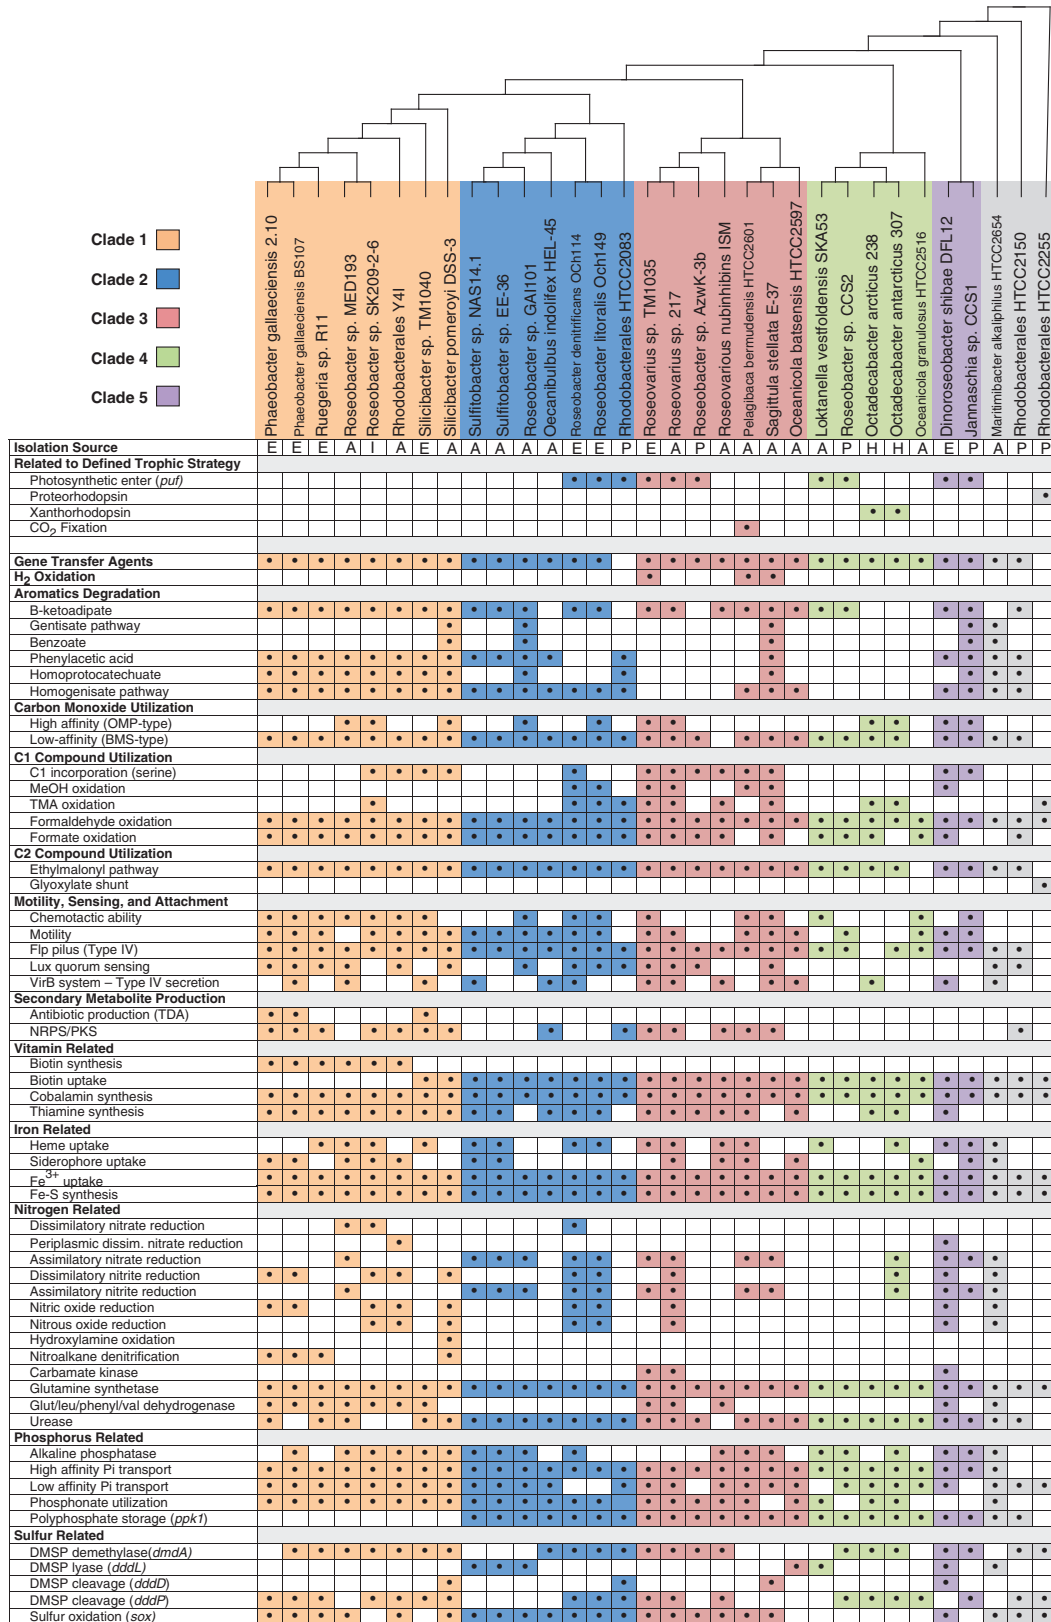 Phaeobacter gallaeciensis 2.10
Phaeobacter gallaeciensis BS107
Ruegeria sp. R11
Roseobacter sp. MED193
Roseobacter sp. SK209-2-6
Rhodobacterales Y4I
Silicibacter sp. TM1040
Silicibacter pomeroyi DSS-3
Sulfitobacter sp. NAS14.1
Sulfitobacter sp. EE-36
Roseobacter sp. GAI101
Oecanibulbus indolifex HEL-45
Roseobacter denitrificans OCh114
Roseobacter litoralis Och149
Rhodobacterales HTCC2083
Roseovarius sp. TM1035
Roseovarius sp. 217
Roseobacter sp. AzwK-3b
Roseovarious nubinhibins ISM
Pelagibaca bermudensis HTCC2601
Sagittula stellata E-37
Oceanicola batsensis HTCC2597
Loktanella vestfoldensis SKA53
Roseobacter sp. CCS2
Octadecabacter arcticus 238
Octadecabacter antarcticus 307
Oceanicola granulosus HTCC2516
Dinoroseobacter shibae DFL12
Jannaschia sp. CCS1
Maritimibacter alkaliphilus HTCC2654
Rhodobacterales HTCC2150
Rhodobacterales HTCC2255
Clade 1
Clade 2
Clade 3
Clade 4
Clade 5
Isolation Source E E E A I A E A A A A A E E P E A P A A A A A P H H A E P A P P
Related to Defined Trophic Strategy
Photosynthetic enter (puf)
Proteorhodopsin
Xanthorhodopsin
CO2 Fixation
Gene Transfer Agents
H2 Oxidation
Aromatics Degradation
B-ketoadipate
Gentisate pathway
Benzoate
Phenylacetic acid
Homoprotocatechuate
Homogenisate pathway
Carbon Monoxide Utilization
High affinity (OMP-type)
Low-affinity (BMS-type)
C1 Compound Utilization
C1 incorporation (serine)
MeOH oxidation
TMA oxidation
Formaldehyde oxidation
Formate oxidation
C2 Compound Utilization
Ethylmalonyl pathway
Glyoxylate shunt
Motility, Sensing, and Attachment
Chemotactic ability
Motility
Flp pilus (Type IV)
Lux quorum sensing
VirB system – Type IV secretion
Secondary Metabolite Production
Antibiotic production (TDA)
NRPS/PKS
Vitamin Related
Biotin synthesis
Biotin uptake
Cobalamin synthesis
Thiamine synthesis
Iron Related
Heme uptake
Siderophore uptake
Fe3+ uptake
Fe-S synthesis
Nitrogen Related
Dissimilatory nitrate reduction
Periplasmic dissim. nitrate reduction
Assimilatory nitrate reduction
Dissimilatory nitrite reduction
Assimilatory nitrite reduction
Nitric oxide reduction
Nitrous oxide reduction
Hydroxylamine oxidation
Nitroalkane denitrification
Carbamate kinase
Glutamine synthetase
Glut/leu/phenyl/val dehydrogenase
Urease
Phosphorus Related
Alkaline phosphatase
High affinity Pi transport
Low affinity Pi transport
Phosphonate utilization
Polyphosphate storage (ppk1)
Sulfur Related
DMSP demethylase(dmdA)
DMSP lyase (dddL)
DMSP cleavage (dddD)
DMSP cleavage (dddP)
Sulfur oxidation (sox)